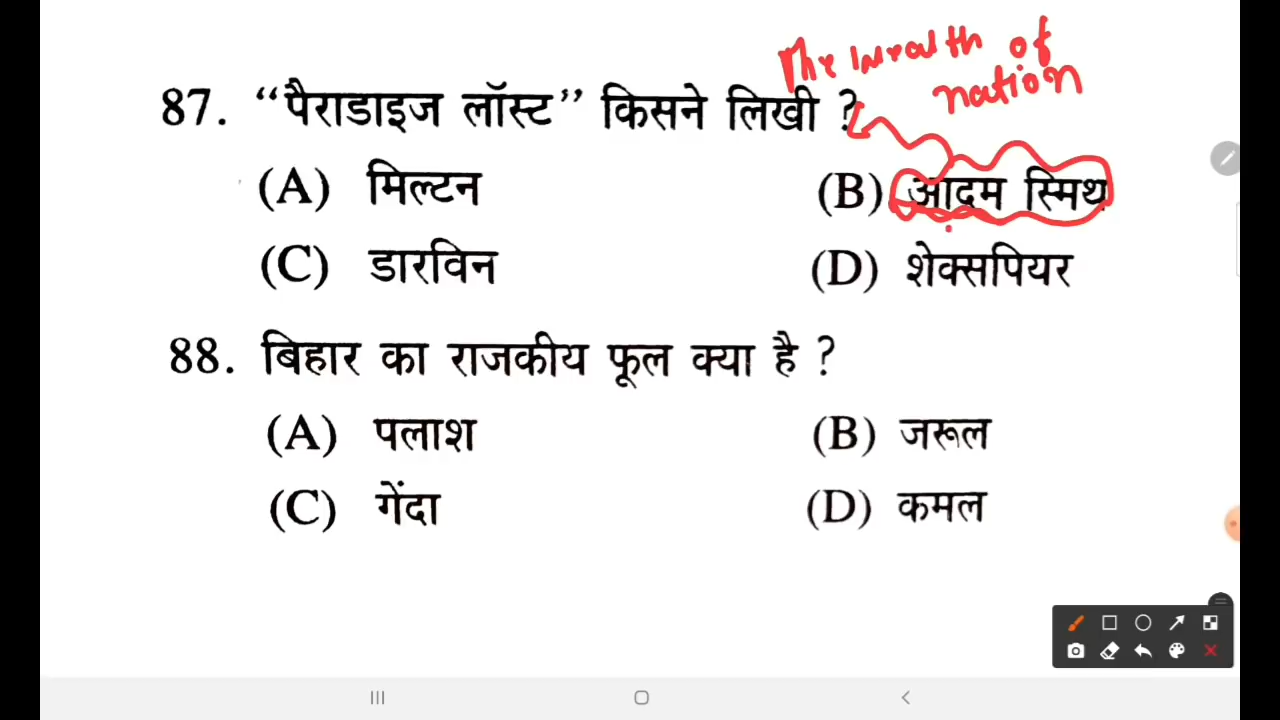 The wealth of
nation
87. “पैराडाइज लॉस्ट” किसने लिखी ?
(A) मिल्टन (B) आदम स्मिथ
(C) डारविन (D) शेक्सपियर
88. बिहार का राजकीय फूल क्या है ?
(A) पलाश (B) जरूल
(C) गेंदा (D) कमल